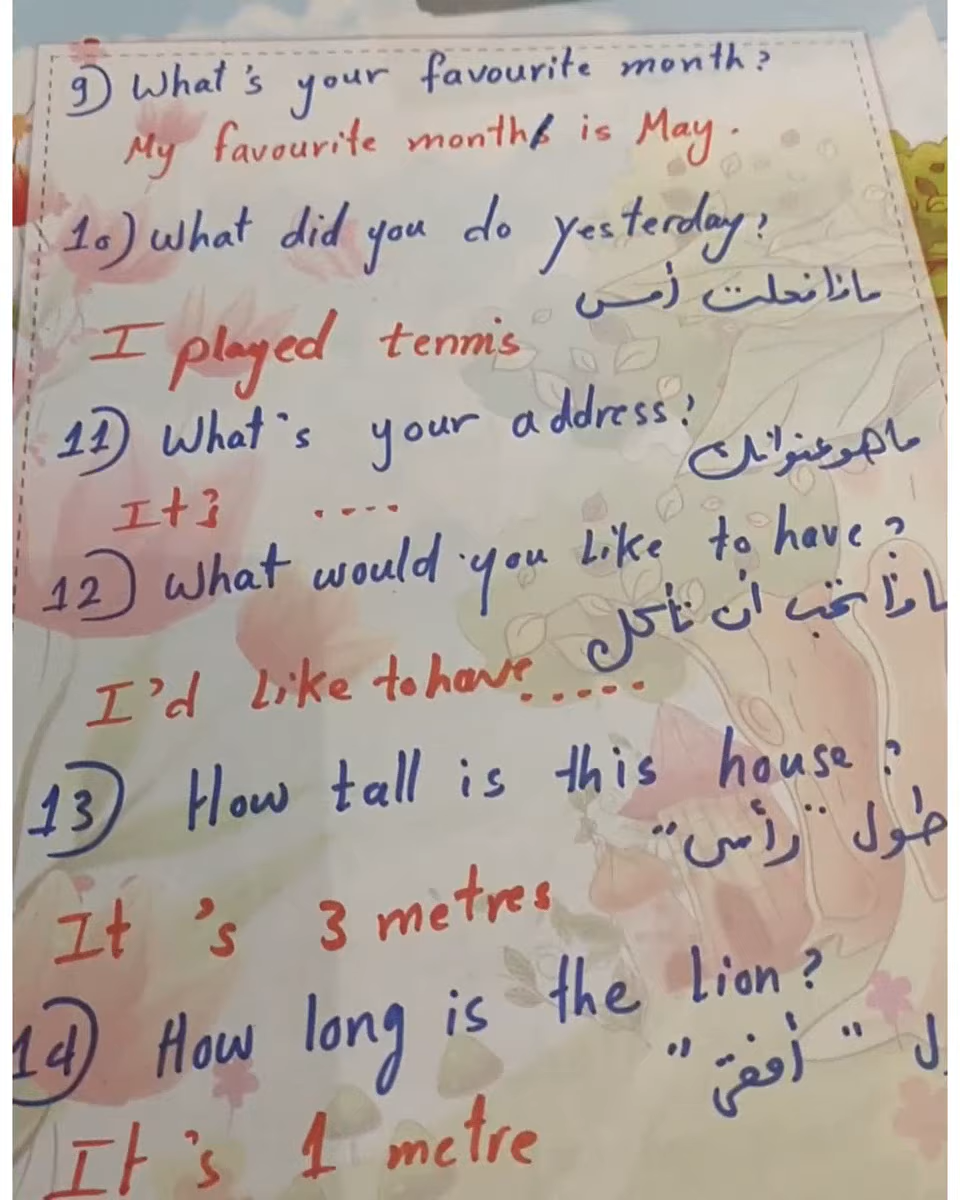 9) What's your favourite month?
My favourite month is May.
10) What did you do yesterday?
ماذا فعلت أمس
I played tennis
11) What's your address?
ما هو عنوانك
It's ....
12) What would you like to have?
ماذا تحب أن تأكل
I'd like to have.....
13) How tall is this house?
طول "رأسى"
It's 3 metres
14) How long is the lion?
"أفقى"
It's 1 metre